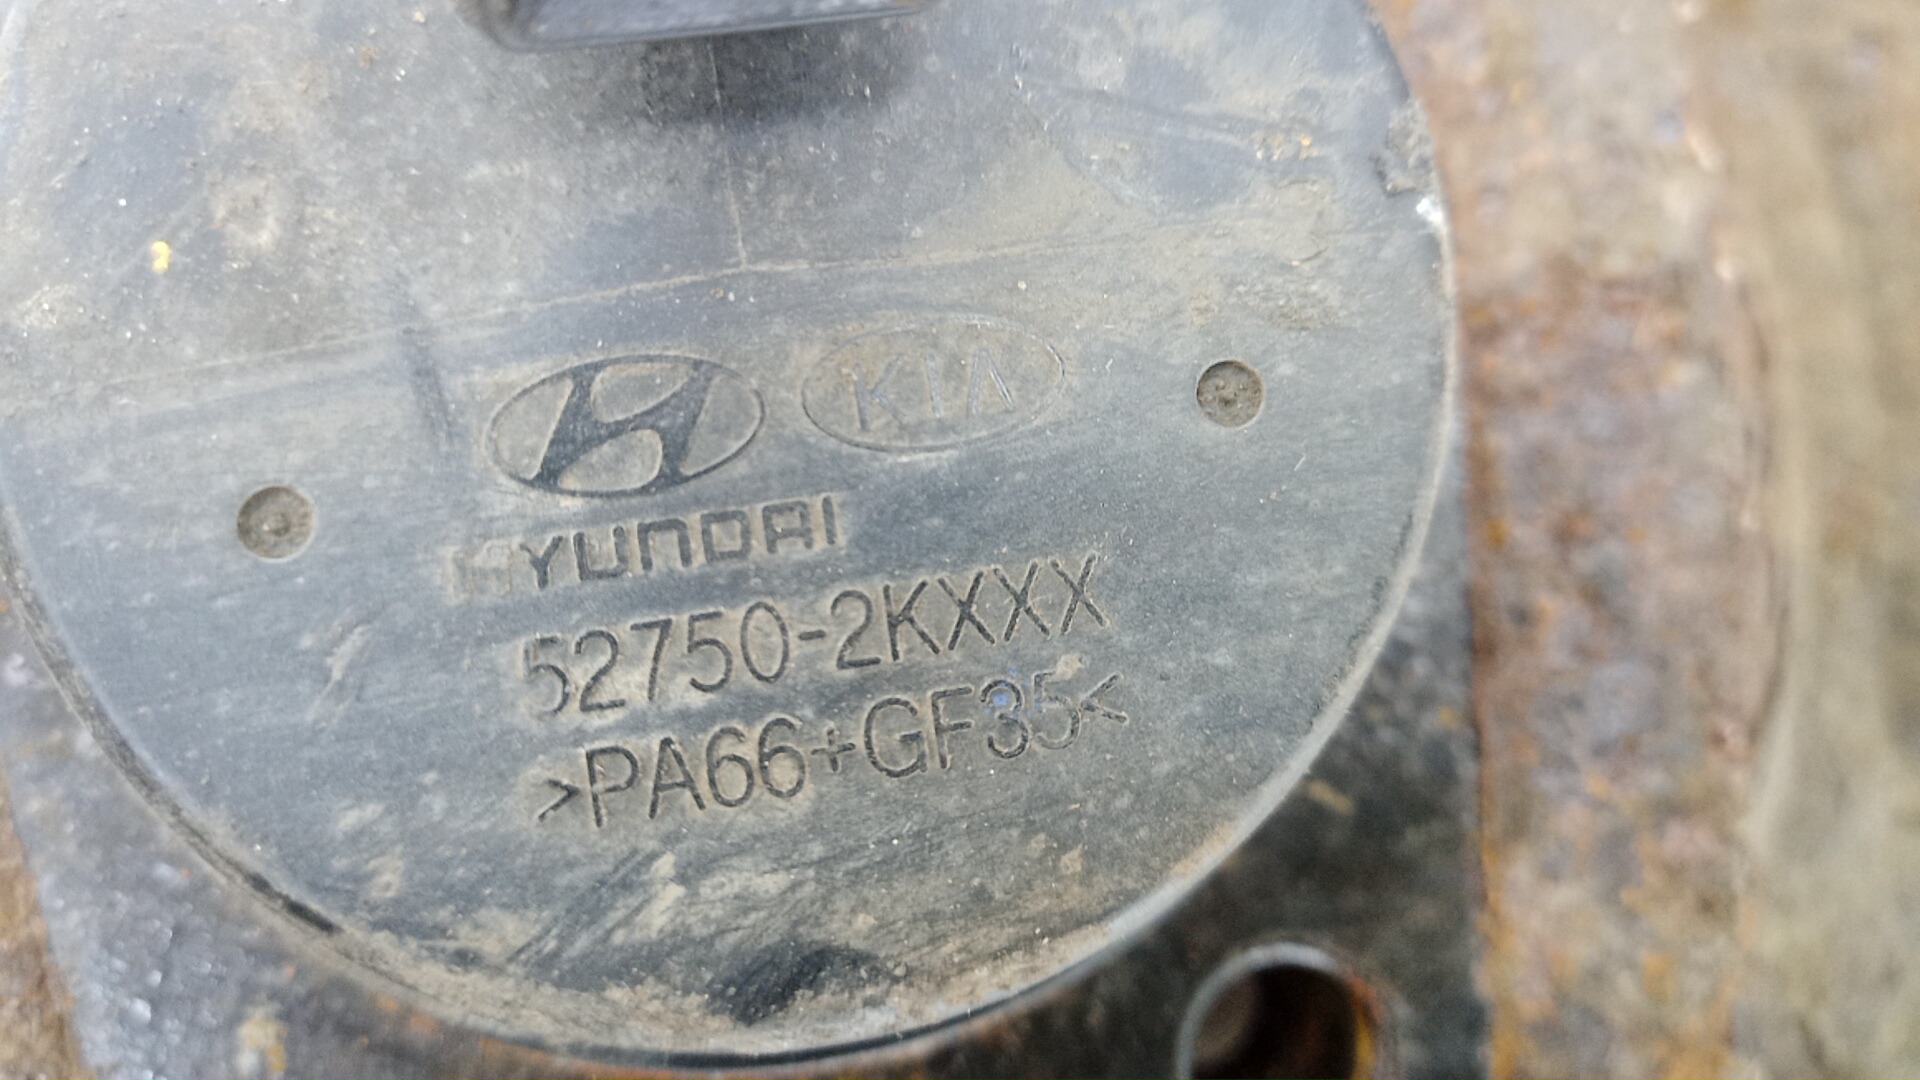 KIA
HYUNDAI
52750-2KXXX
>PA66+GF35<